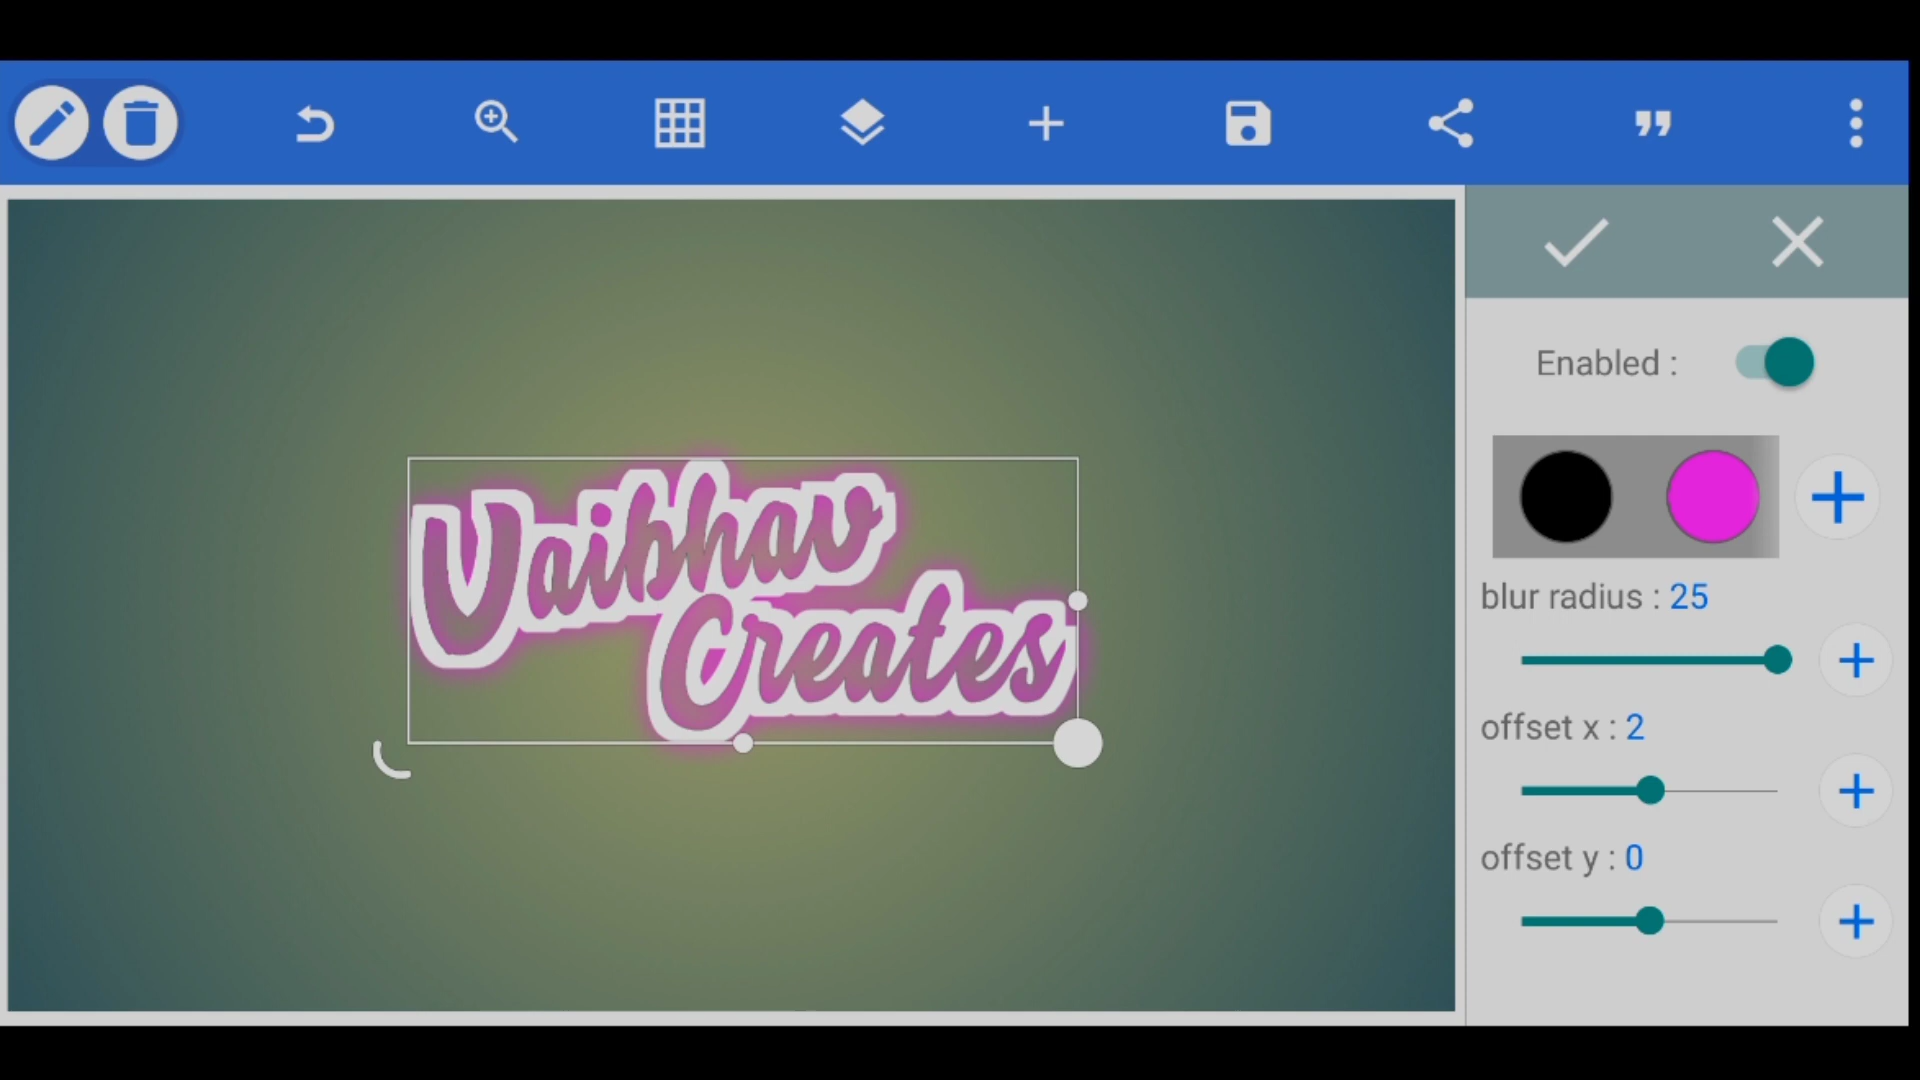 Vaibhav
Creates
Enabled :
blur radius : 25
offset x : 2
offset y : 0